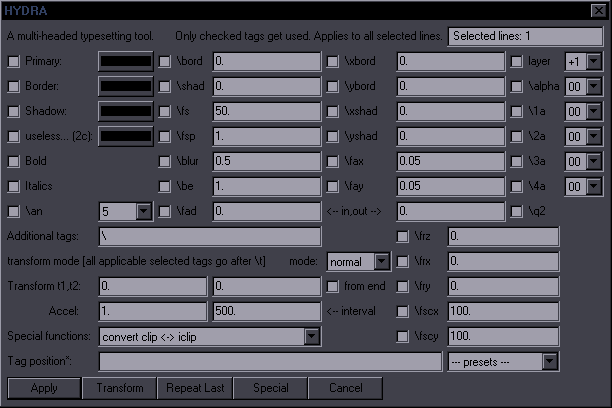 HYDRA
A multi-headed typesetting tool. Only checked tags get used. Applies to all selected lines. Selected lines: 1
Primary: \bord 0. \xbord 0. layer +1
Border: \shad 0. \ybord 0. \alpha 00
Shadow: \fs 50. \xshad 0. \1a 00
useless... (2c): \fsp 1. \yshad 0. \2a 00
Bold \blur 0.5 \fax 0.05 \3a 00
Italics \be 1. \fay 0.05 \4a 00
\an 5 \fad 0. <-- in,out --> 0. \q2
Additional tags: \ \frz 0.
transform mode [all applicable selected tags go after \t] mode: normal \frx 0.
Transform t1,t2: 0. 0. from end \fry 0.
Accel: 1. 500. <-- interval \fscx 100.
Special functions: convert clip <-> iclip \fscy 100.
Tag position*: --- presets ---
Apply Transform Repeat Last Special Cancel